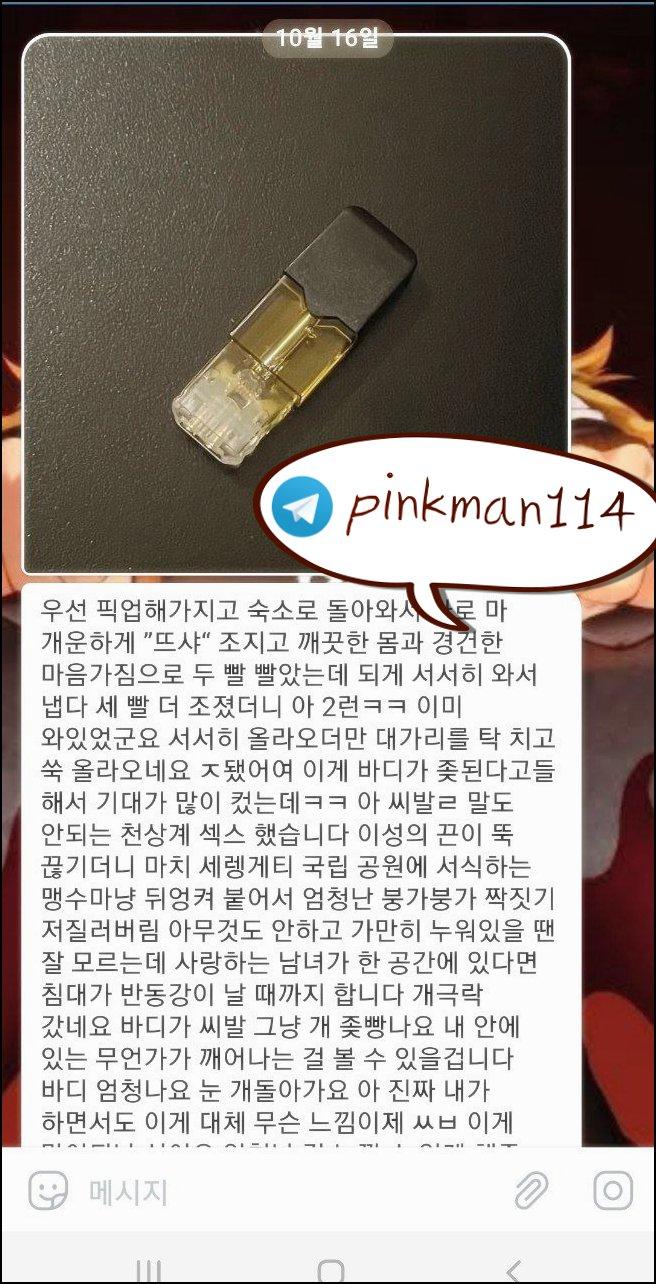 10월 16일
pinkman114
우선 픽업해가지고 숙소로 돌아와서 바로 마
개운하게 ”뜨샤“ 조지고 깨끗한 몸과 경건한
마음가짐으로 두 빨 빨았는데 되게 서서히 와서
냅다 세 빨 더 조졌더니 아 2런ㅋㅋ 이미
와있었군요 서서히 올라오더만 대가리를 탁 치고
쑥 올라오네요 ㅈ됐어여 이게 바디가 좆된다고들
해서 기대가 많이 컸는데ㅋㅋ 아 씨발ㄹ 말도
안되는 천상계 섹스 했습니다 이성의 끈이 뚝
끊기더니 마치 세렝게티 국립 공원에 서식하는
맹수마냥 뒤엉켜 붙어서 엄청난 붕가붕가 짝짓기
저질러버림 아무것도 안하고 가만히 누워있을 땐
잘 모르는데 사랑하는 남녀가 한 공간에 있다면
침대가 반동강이 날 때까지 합니다 개극락
갔네요 바디가 씨발 그냥 개 좆빵나요 내 안에
있는 무언가가 깨어나는 걸 볼 수 있을겁니다
바디 엄청나요 눈 개돌아가요 아 진짜 내가
하면서도 이게 대체 무슨 느낌이제 ㅆㅂ 이게
메시지